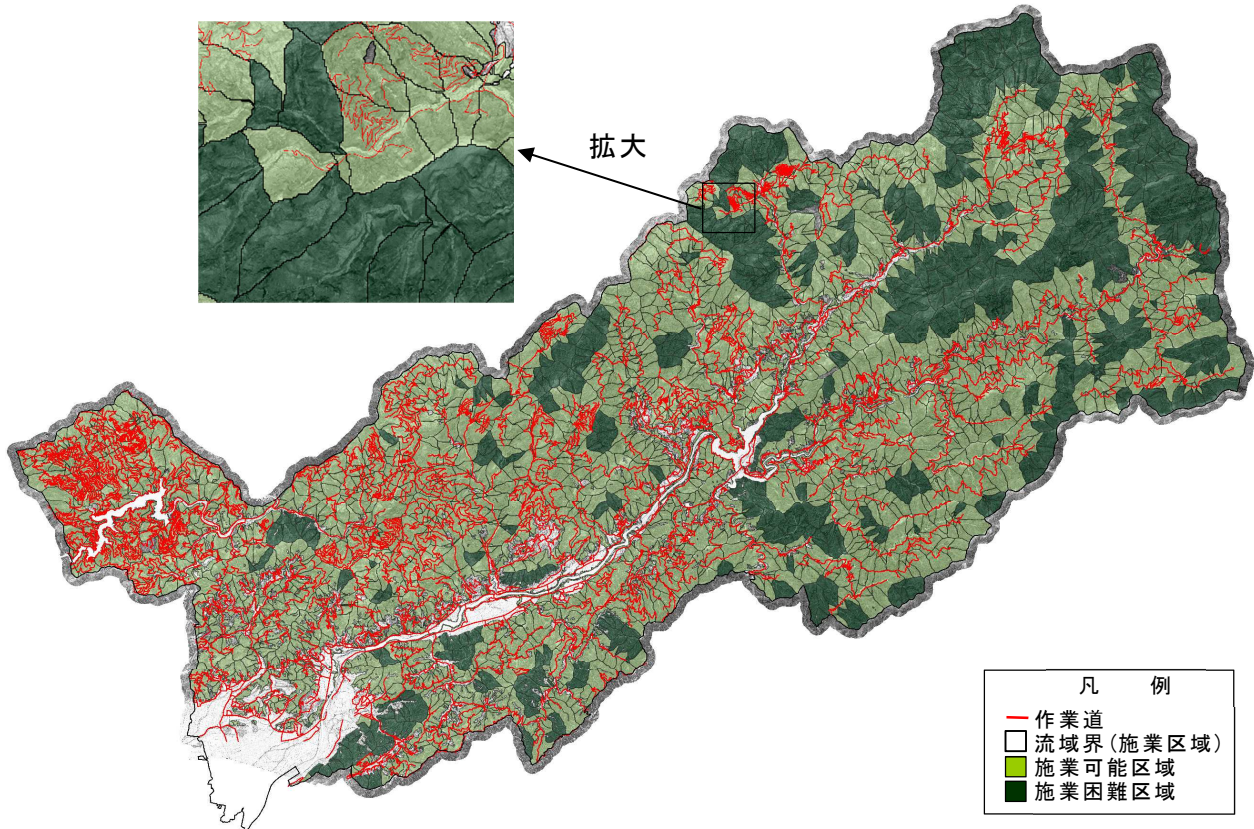 拡大
凡 例
作業道
流域界(施業区域)
施業可能区域
施業困難区域